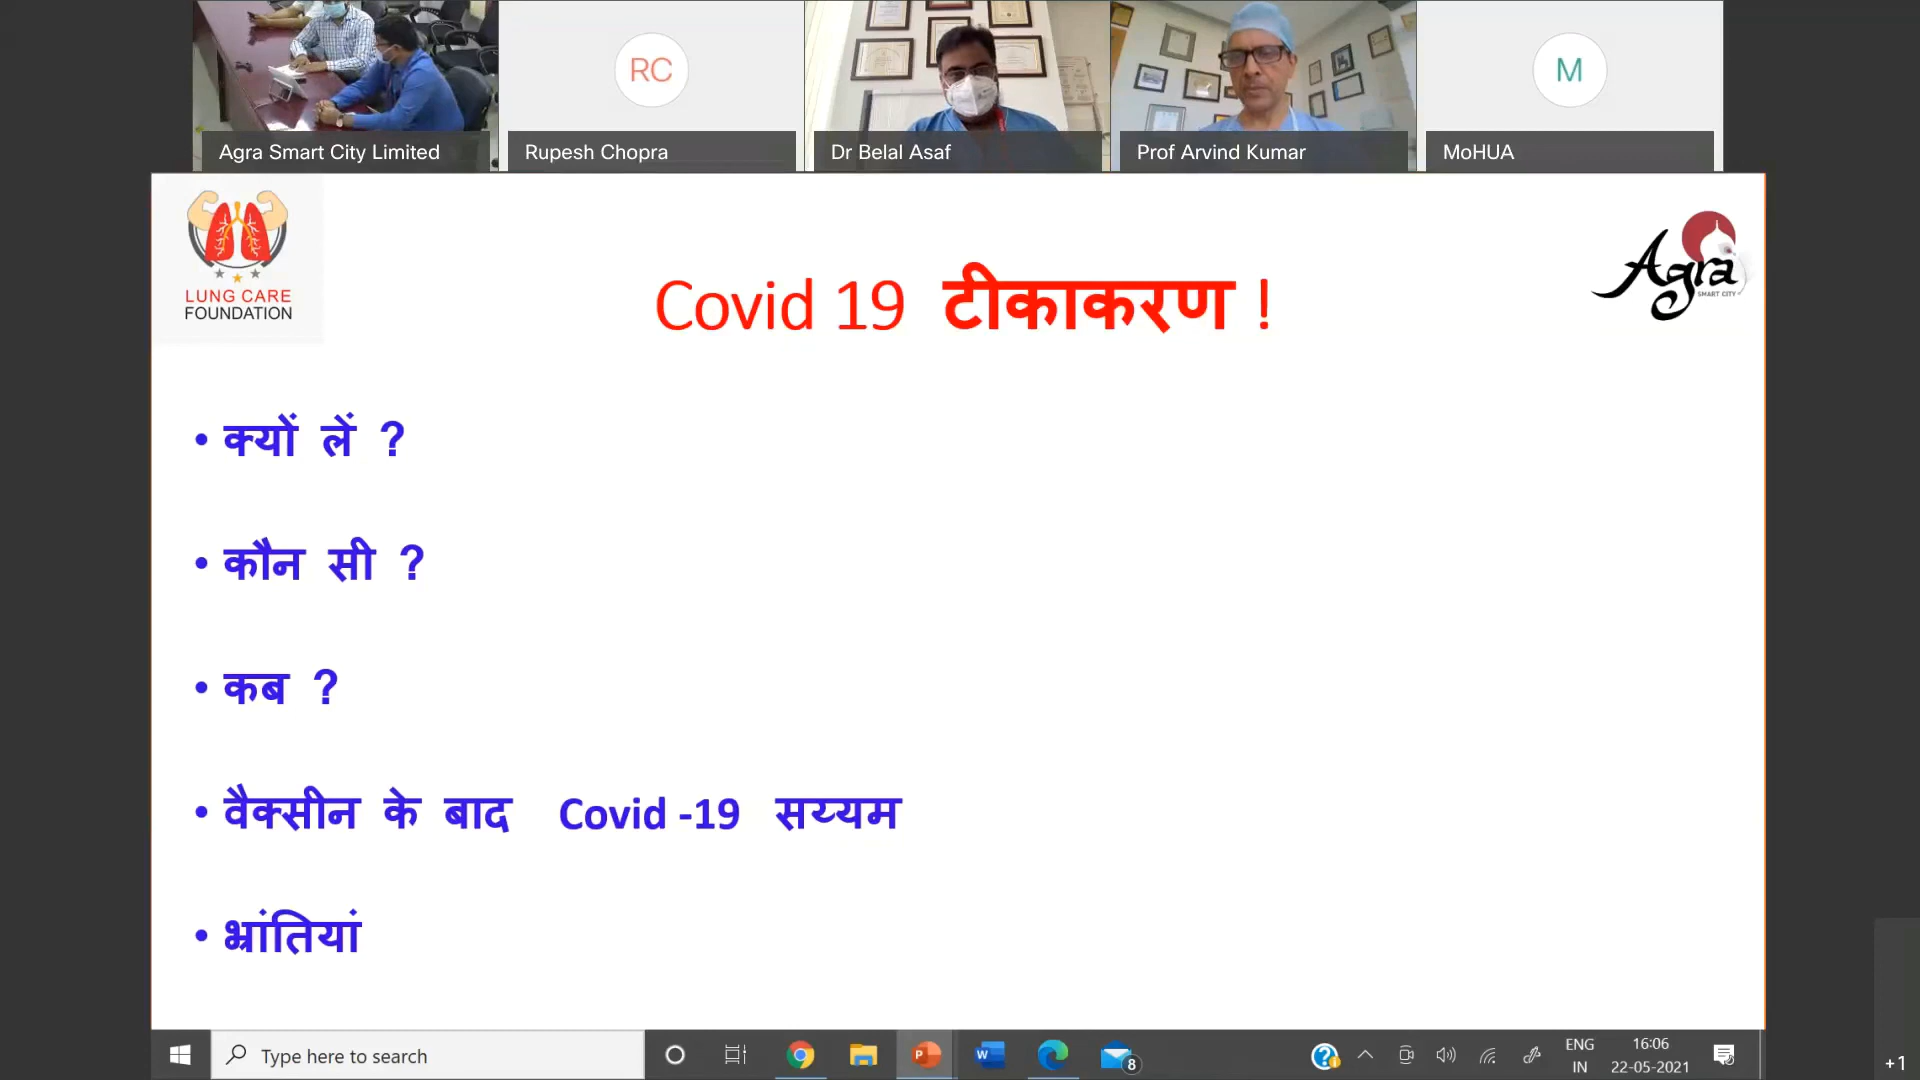 RC
M
Agra Smart City Limited
Rupesh Chopra
Dr Belal Asaf
Prof Arvind Kumar
MoHUA
LUNG CARE
FOUNDATION
Agra
SMART CITY
Covid 19 टीकाकरण !
• क्यों लें ?
• कौन सी ?
• कब ?
• वैक्सीन के बाद Covid -19 सय्यम
• भ्रांतियां
Type here to search
8
ENG
IN
16:06
22-05-2021
+1